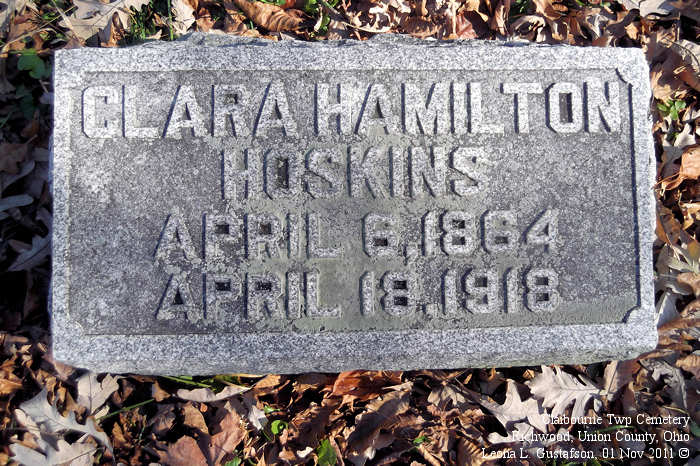 CLARA HAMILTON
HOSKINS
APRIL 6, 1864
APRIL 18, 1918
Claibourne Twp Cemetery
Richwood, Union County, Ohio
Leona L. Gustafson, 01 Nov 2011 ©